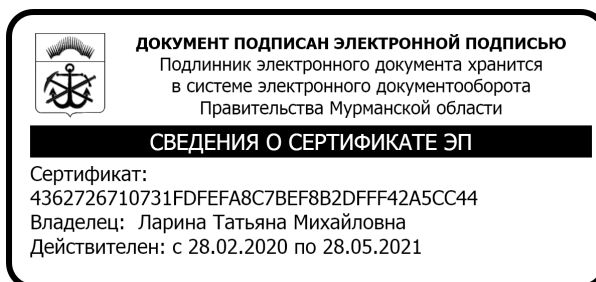 ДОКУМЕНТ ПОДПИСАН ЭЛЕКТРОННОЙ ПОДПИСЬЮ
Подлинник электронного документа хранится
в системе электронного документооборота
Правительства Мурманской области
СВЕДЕНИЯ О СЕРТИФИКАТЕ ЭП
Сертификат:
4362726710731FDFEFA8C7BEF8B2DFFF42A5CC44
Владелец: Ларина Татьяна Михайловна
Действителен: с 28.02.2020 по 28.05.2021